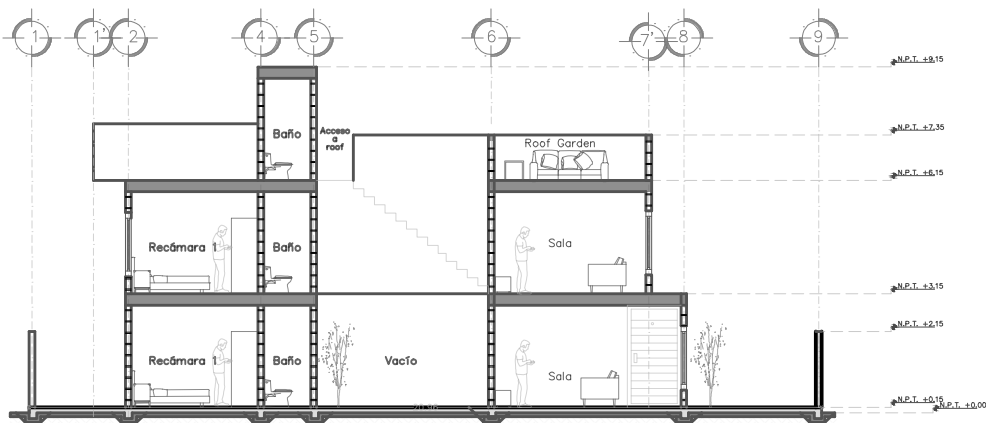 1 1' 2 4 5 6 7' 8 9
N.P.T. +9,15
N.P.T. +7,35
N.P.T. +6,15
N.P.T. +3,15
N.P.T. +2,15
N.P.T. +0,15
N.P.T. +0,00
Baño
Acceso
a
roof
Roof Garden
Recámara 1
Baño
Sala
Recámara 1
Baño
Vacío
Sala